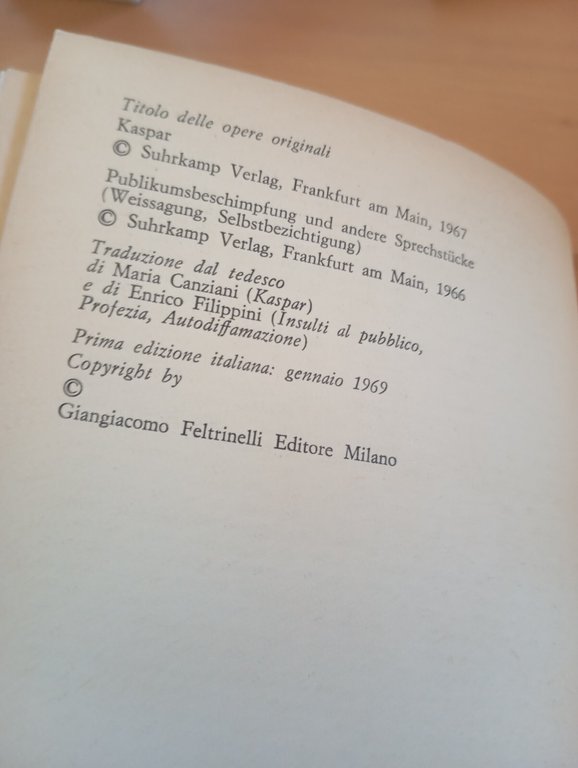 Titolo delle opere originali
Kaspar
© Suhrkamp Verlag, Frankfurt am Main, 1967
Publikumsbeschimpfung und andere Sprechstücke
(Weissagung, Selbstbezichtigung)
© Suhrkamp Verlag, Frankfurt am Main, 1966
Traduzione dal tedesco
di Maria Canziani (Kaspar)
e di Enrico Filippini (Insulti al pubblico,
Profezia, Autodiffamazione)
Prima edizione italiana: gennaio 1969
Copyright by
©
Giangiacomo Feltrinelli Editore Milano